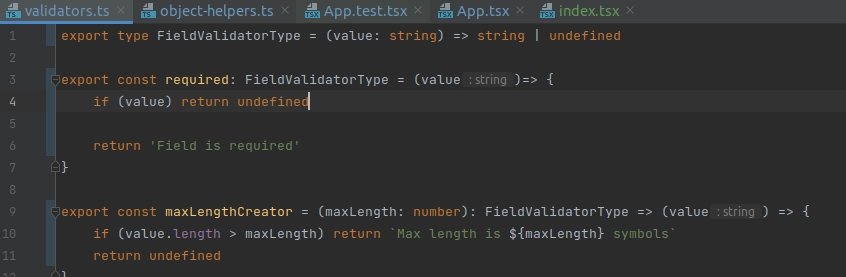 validators.ts × object-helpers.ts × App.test.tsx × App.tsx × index.tsx ×
1 export type FieldValidatorType = (value: string) => string | undefined
2
3 export const required: FieldValidatorType = (value :string )=> {
4 if (value) return undefined
5
6 return 'Field is required'
7 }
8
9 export const maxLengthCreator = (maxLength: number): FieldValidatorType => (value :string ) => {
10 if (value.length > maxLength) return `Max length is ${maxLength} symbols`
11 return undefined
12 }